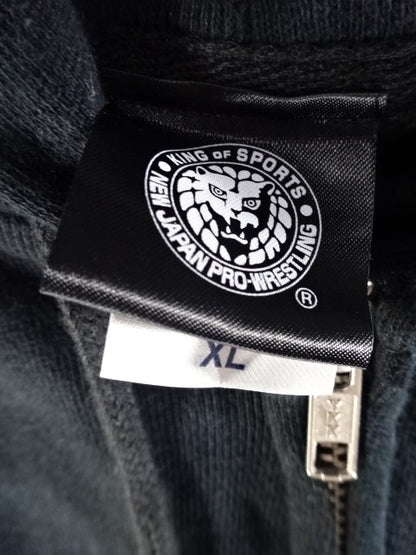 KING OF SPORTS
NEW JAPAN PRO-WRESTLING
®
XL
YKK